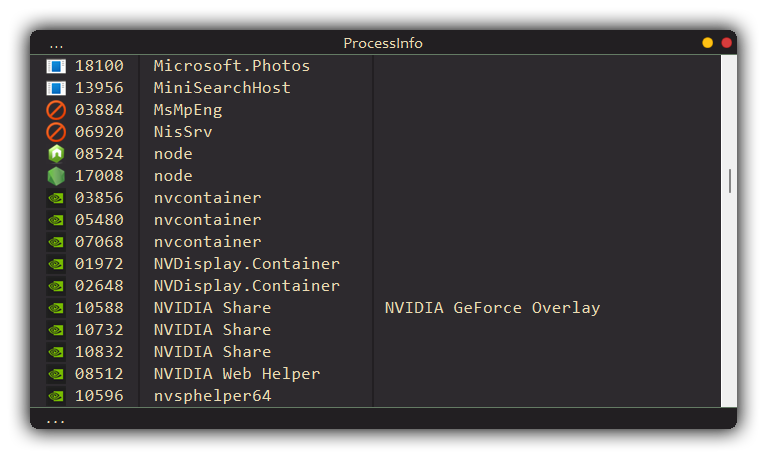 ... ProcessInfo
18100 Microsoft.Photos
13956 MiniSearchHost
03884 MsMpEng
06920 NisSrv
08524 node
17008 node
03856 nvcontainer
05480 nvcontainer
07068 nvcontainer
01972 NVDisplay.Container
02648 NVDisplay.Container
10588 NVIDIA Share NVIDIA GeForce Overlay
10732 NVIDIA Share
10832 NVIDIA Share
08512 NVIDIA Web Helper
10596 nvsphelper64
...